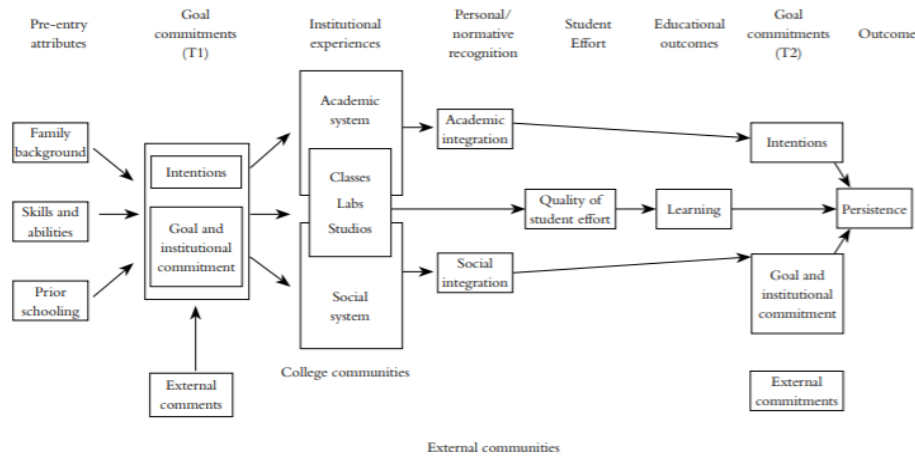 Pre-entry
attributes
Goal
commitments
(T1)
Institutional
experiences
Personal/
normative
recognition
Student
Effort
Educational
outcomes
Goal
commitments
(T2)
Outcome
Family
background
Skills and
abilities
Prior
schooling
Intentions
Goal and
institutional
commitment
External
comments
Academic
system
Classes
Labs
Studios
Social
system
College communities
Academic
integration
Social
integration
Quality of
student effort
Learning
Intentions
Goal and
institutional
commitment
External
commitments
Persistence
External communities